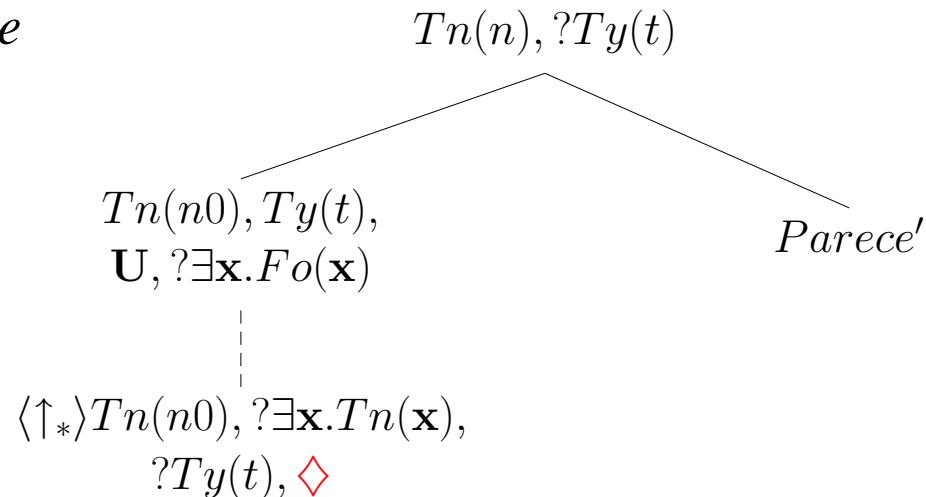 e
Tn(n), ?Ty(t)
Tn(n0), Ty(t),
U, ?∃x.Fo(x)
Parece′
⟨↑∗⟩Tn(n0), ?∃x.Tn(x),
?Ty(t), ♢